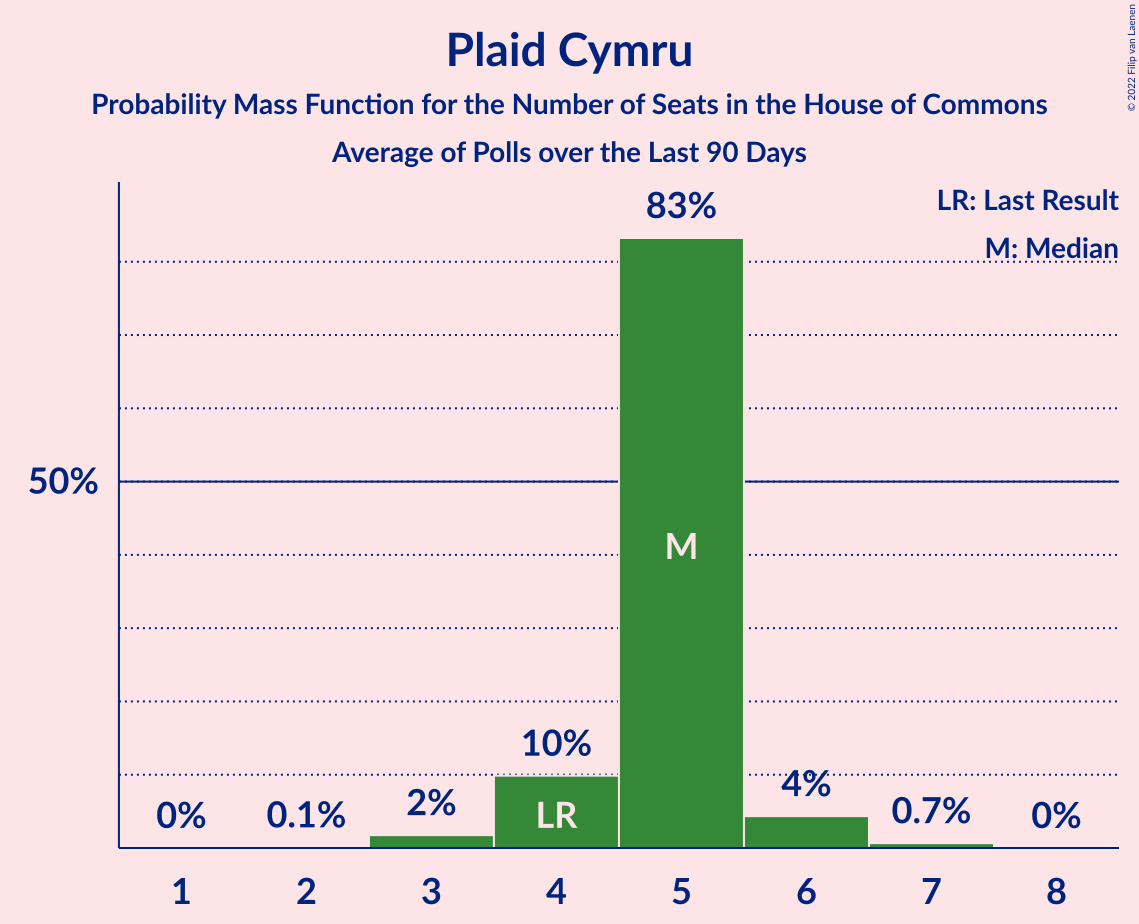 Plaid Cymru
Probability Mass Function for the Number of Seats in the House of Commons
Average of Polls over the Last 90 Days
© 2022 Filip van Laenen
LR: Last Result
M: Median
83%
50%
M
10%
LR
0%
0.1%
2%
4%
0.7%
0%
1 2 3 4 5 6 7 8